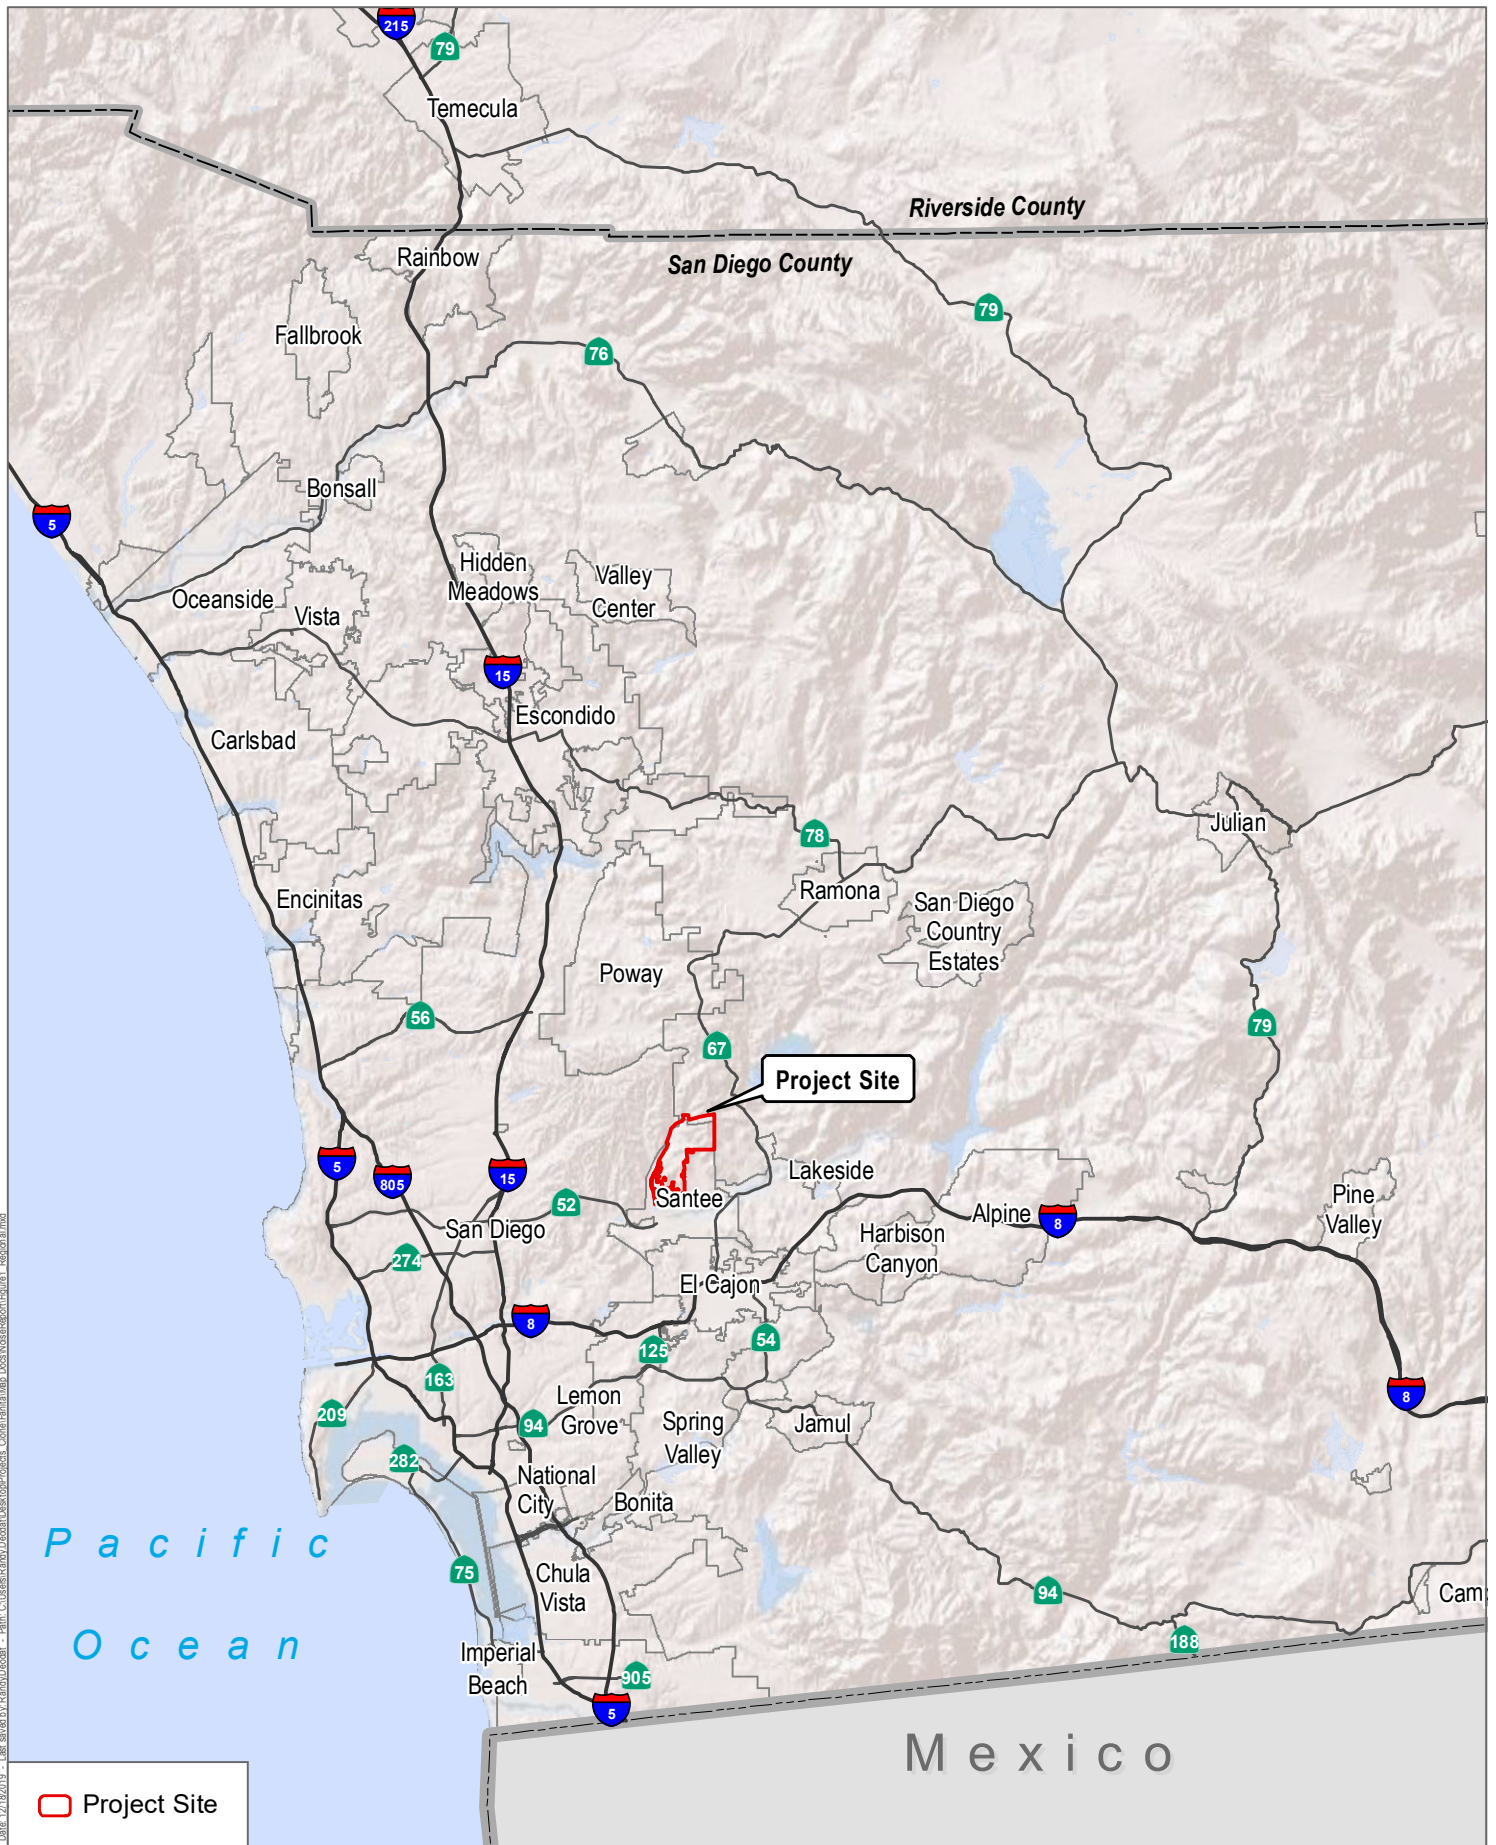 215
79
Temecula
Riverside County
San Diego County
Rainbow
79
Fallbrook
76
Bonsall
5
Hidden
Meadows
Valley
Center
Oceanside
Vista
15
Escondido
Carlsbad
78
Julian
Ramona
Encinitas
San Diego
Country
Estates
Poway
56
67
79
Project Site
5
805
15
Lakeside
Santee
52
San Diego
Alpine
8
Pine
Valley
Harbison
Canyon
274
El Cajon
8
125
54
163
8
209
94
Lemon
Grove
Spring
Valley
Jamul
282
National
City
Bonita
Pacific
75
Chula
Vista
94
Cam
Ocean
188
Imperial
Beach
905
5
Mexico
Project Site